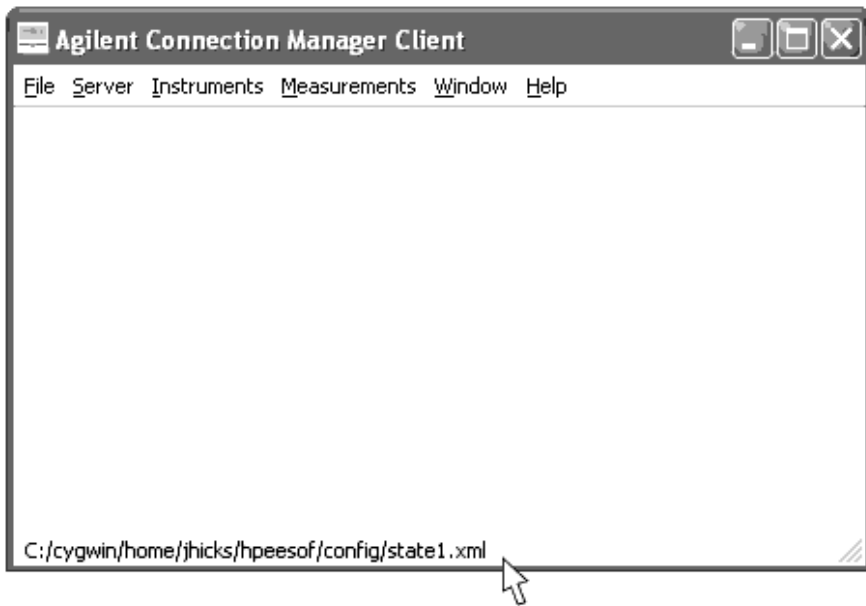 Agilent Connection Manager Client
File Server Instruments Measurements Window Help
C:/cygwin/home/jhicks/hpeesof/config/state1.xml